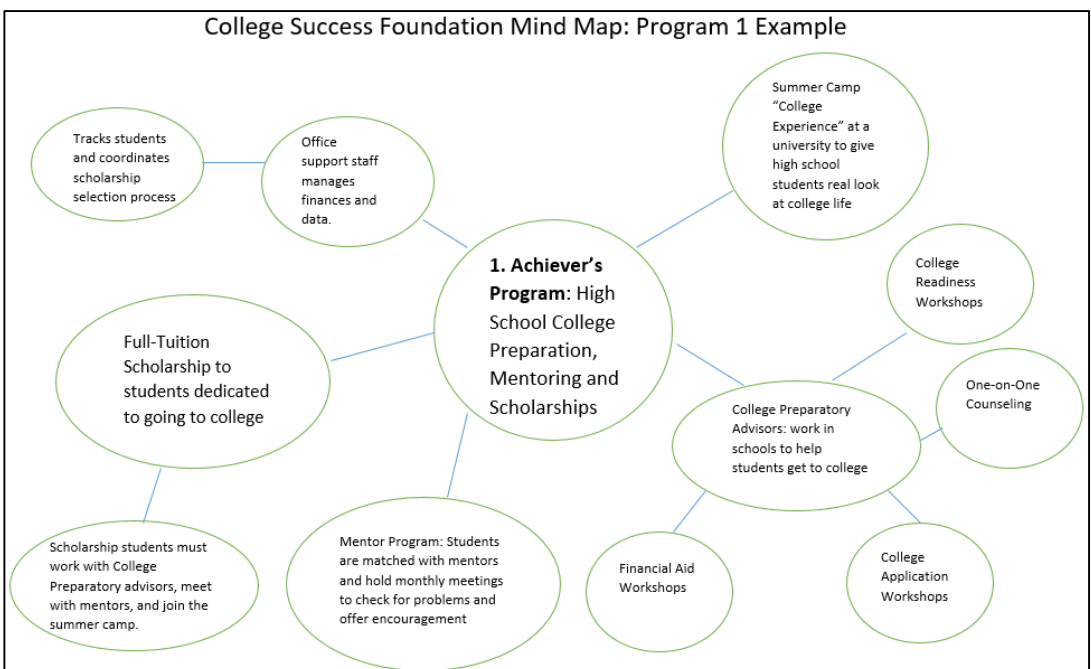 College Success Foundation Mind Map: Program 1 Example
Tracks students
and coordinates
scholarship
selection process
Office
support staff
manages
finances and
data.
Summer Camp
“College
Experience” at a
university to give
high school
students real look
at college life
1. Achiever’s
Program: High
School College
Preparation,
Mentoring and
Scholarships
College
Readiness
Workshops
Full-Tuition
Scholarship to
students dedicated
to going to college
One-on-One
Counseling
College Preparatory
Advisors: work in
schools to help
students get to college
Scholarship students must
work with College
Preparatory advisors, meet
with mentors, and join the
summer camp.
Mentor Program: Students
are matched with mentors
and hold monthly meetings
to check for problems and
offer encouragement
Financial Aid
Workshops
College
Application
Workshops